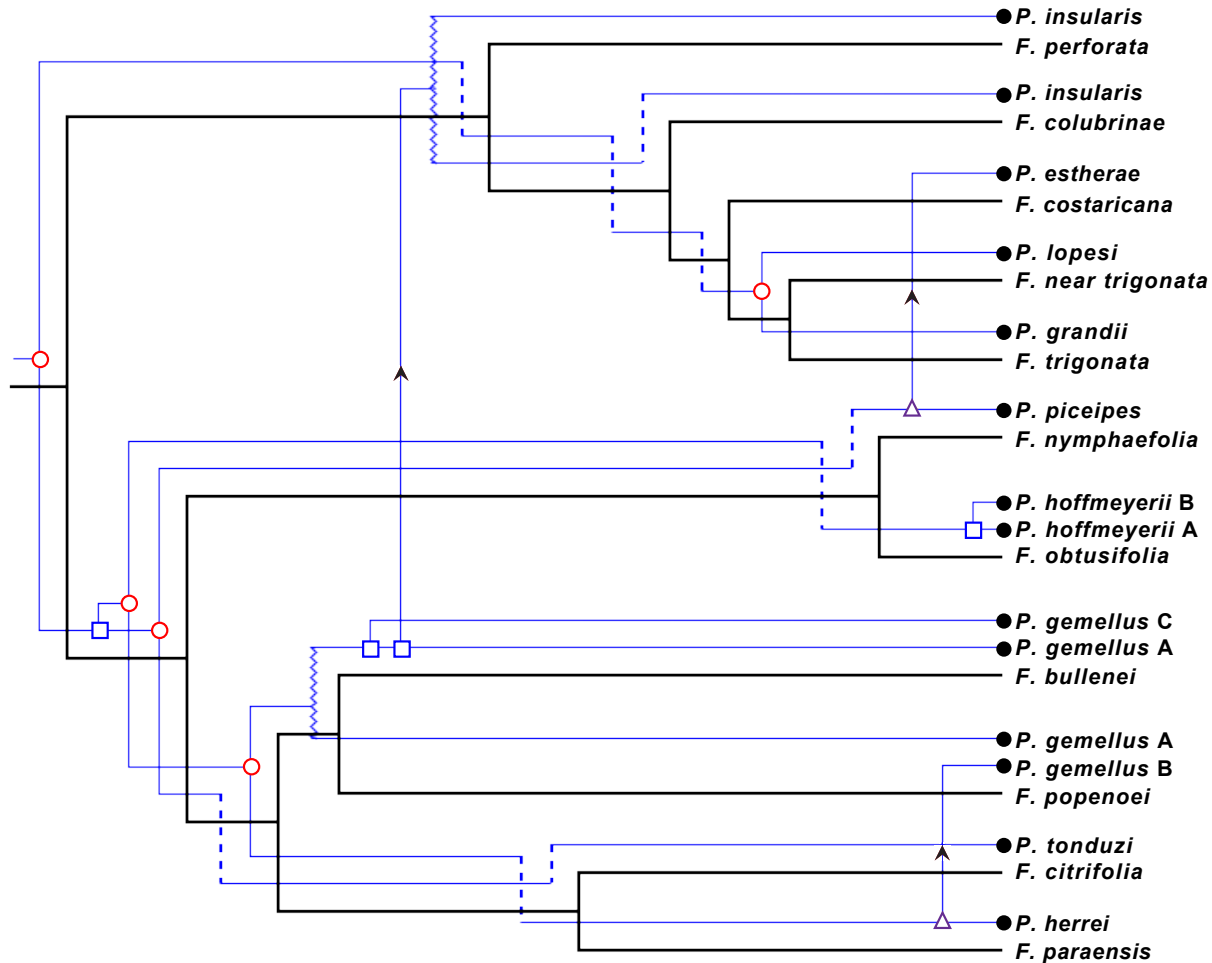 P. insularis
F. perforata
P. insularis
F. colubrinae
P. estherae
F. costaricana
P. lopesi
F. near trigonata
P. grandii
F. trigonata
P. piceipes
F. nymphaefolia
P. hoffmeyerii B
P. hoffmeyerii A
F. obtusifolia
P. gemellus C
P. gemellus A
F. bullenei
P. gemellus A
P. gemellus B
F. popenoei
P. tonduzi
F. citrifolia
P. herrei
F. paraensis